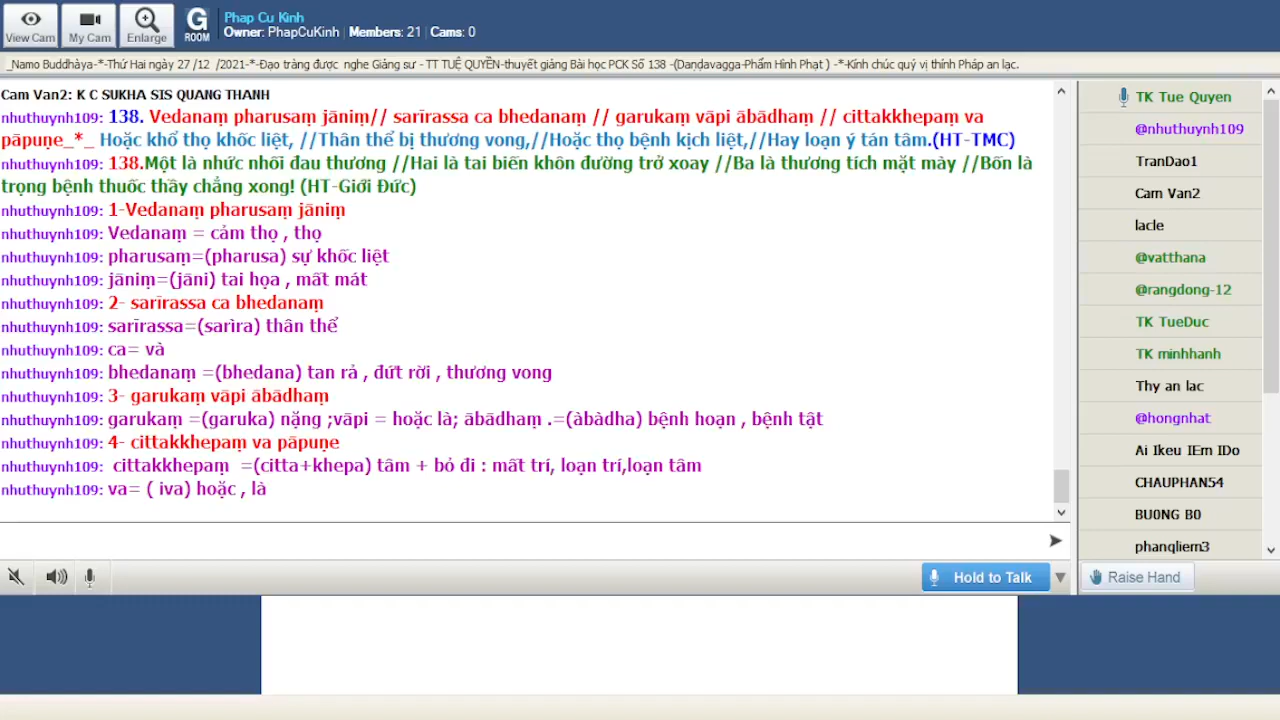 View Cam
My Cam
Enlarge
G
ROOM
Phap Cu Kinh
Owner: PhapCuKinh | Members: 21 | Cams: 0
_Namo Buddhàya-*-Thứ Hai ngày 27 /12 /2021-*-Đạo tràng được nghe Giảng sư - TT TUỆ QUYỀN-thuyết giảng Bài học PCK Số 138 -(Daṇḍavagga-Phẩm Hình Phạt ) -*-Kính chúc quý vị thính Pháp an lạc.
Cam Van2: K C SUKHA SIS QUANG THANH
nhuthuynh109: 138. Vedanaṃ pharusaṃ jāniṃ// sarīrassa ca bhedanaṃ // garukaṃ vāpi ābādhaṃ // cittakkhepaṃ va
pāpuṇe_*_ Hoặc khổ thọ khốc liệt, //Thân thể bị thương vong,//Hoặc thọ bệnh kịch liệt,//Hay loạn ý tán tâm.(HT-TMC)
nhuthuynh109: 138.Một là nhức nhối đau thương //Hai là tai biến khôn đường trở xoay //Ba là thương tích mặt mày //Bốn là
trọng bệnh thuốc thầy chẳng xong! (HT-Giới Đức)
nhuthuynh109: 1-Vedanaṃ pharusaṃ jāniṃ
nhuthuynh109: Vedanaṃ = cảm thọ , thọ
nhuthuynh109: pharusaṃ=(pharusa) sự khốc liệt
nhuthuynh109: jāniṃ=(jāni) tai họa , mất mát
nhuthuynh109: 2- sarīrassa ca bhedanaṃ
nhuthuynh109: sarīrassa=(sarìra) thân thể
nhuthuynh109: ca= và
nhuthuynh109: bhedanaṃ =(bhedana) tan rả , đứt rời , thương vong
nhuthuynh109: 3- garukaṃ vāpi ābādhaṃ
nhuthuynh109: garukaṃ =(garuka) nặng ;vāpi = hoặc là; ābādhaṃ .=(àbàdha) bệnh hoạn , bệnh tật
nhuthuynh109: 4- cittakkhepaṃ va pāpuṇe
nhuthuynh109: cittakkhepaṃ =(citta+khepa) tâm + bỏ đi : mất trí, loạn trí,loạn tâm
nhuthuynh109: va= ( iva) hoặc , là
TK Tue Quyen
@nhuthuynh109
TranDao1
Cam Van2
lacle
@vatthana
@rangdong-12
TK TueDuc
TK minhhanh
Thy an lac
@hongnhat
Ai Ikeu IEm IDo
CHAUPHAN54
BU0NG B0
phanqliem3
Hold to Talk
Raise Hand